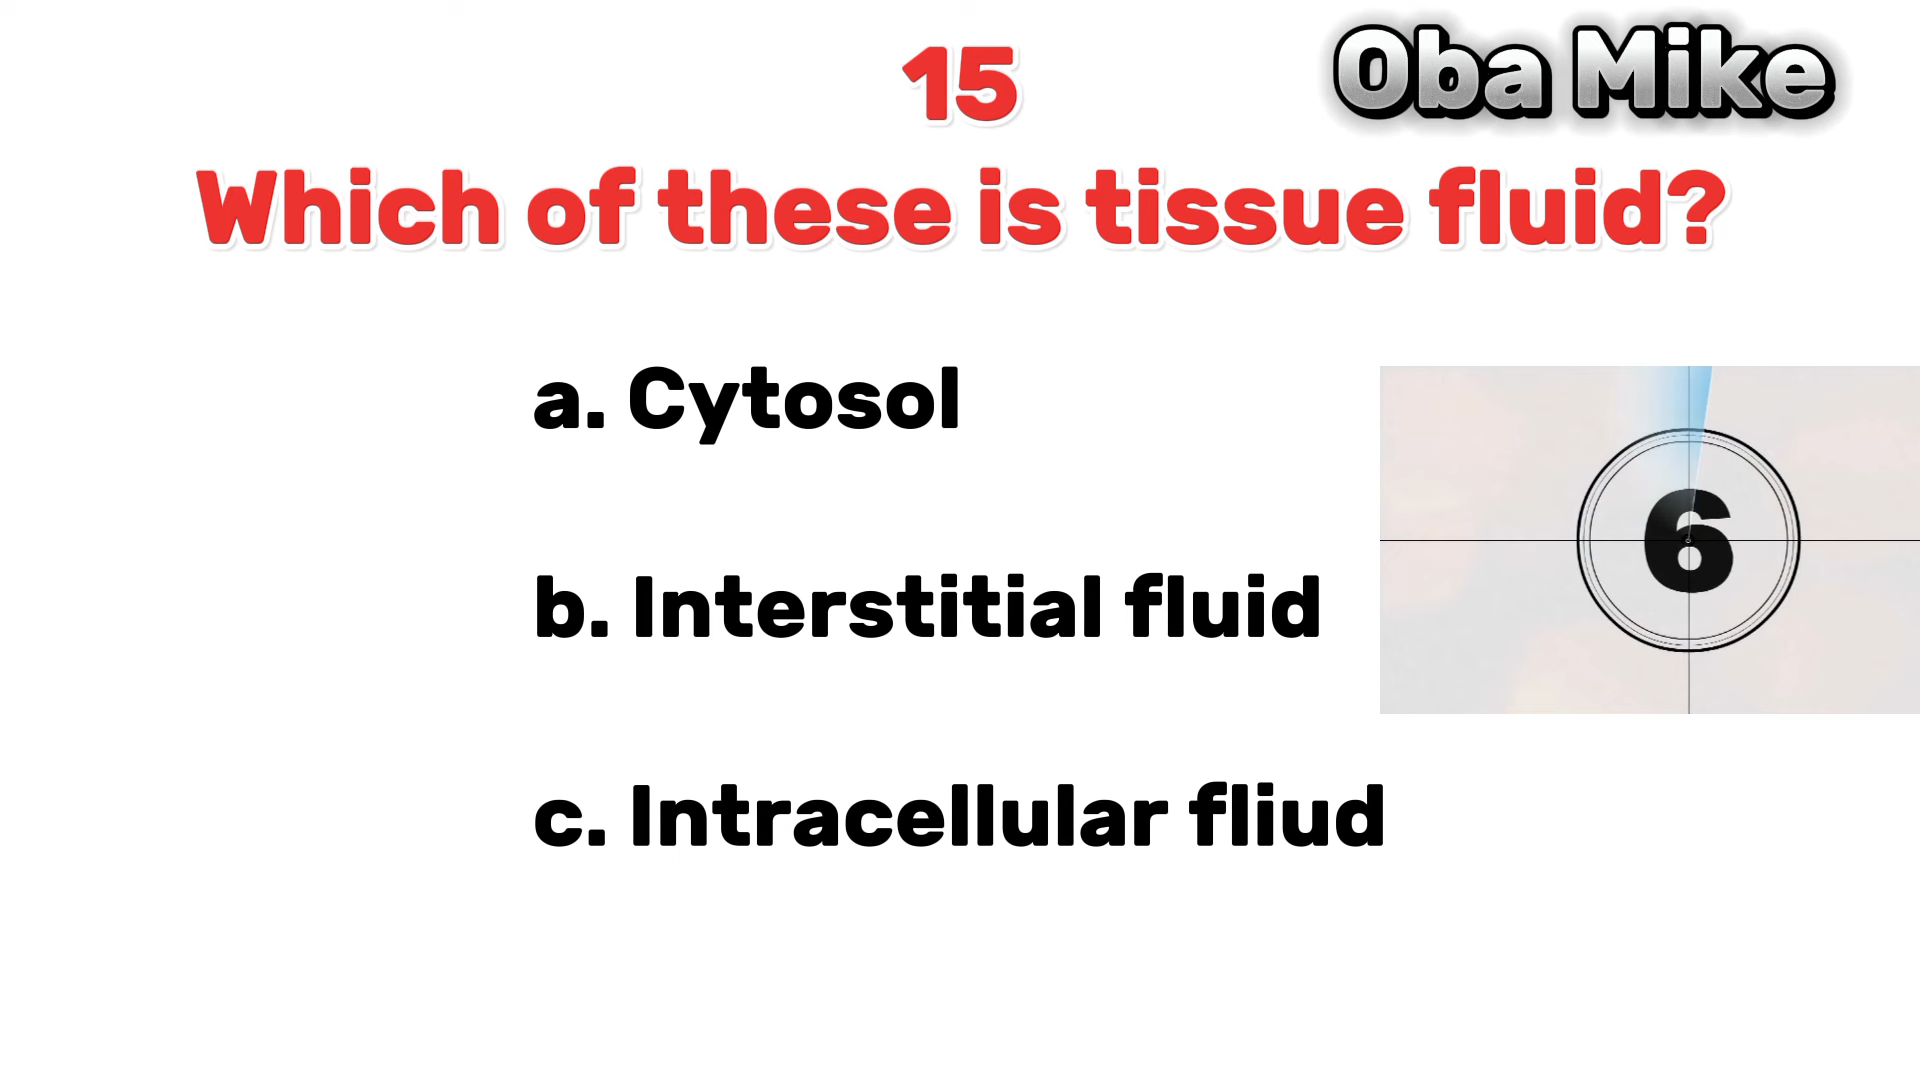 15
Oba Mike
Which of these is tissue fluid?
a. Cytosol
b. Interstitial fluid
6
c. Intracellular fliud